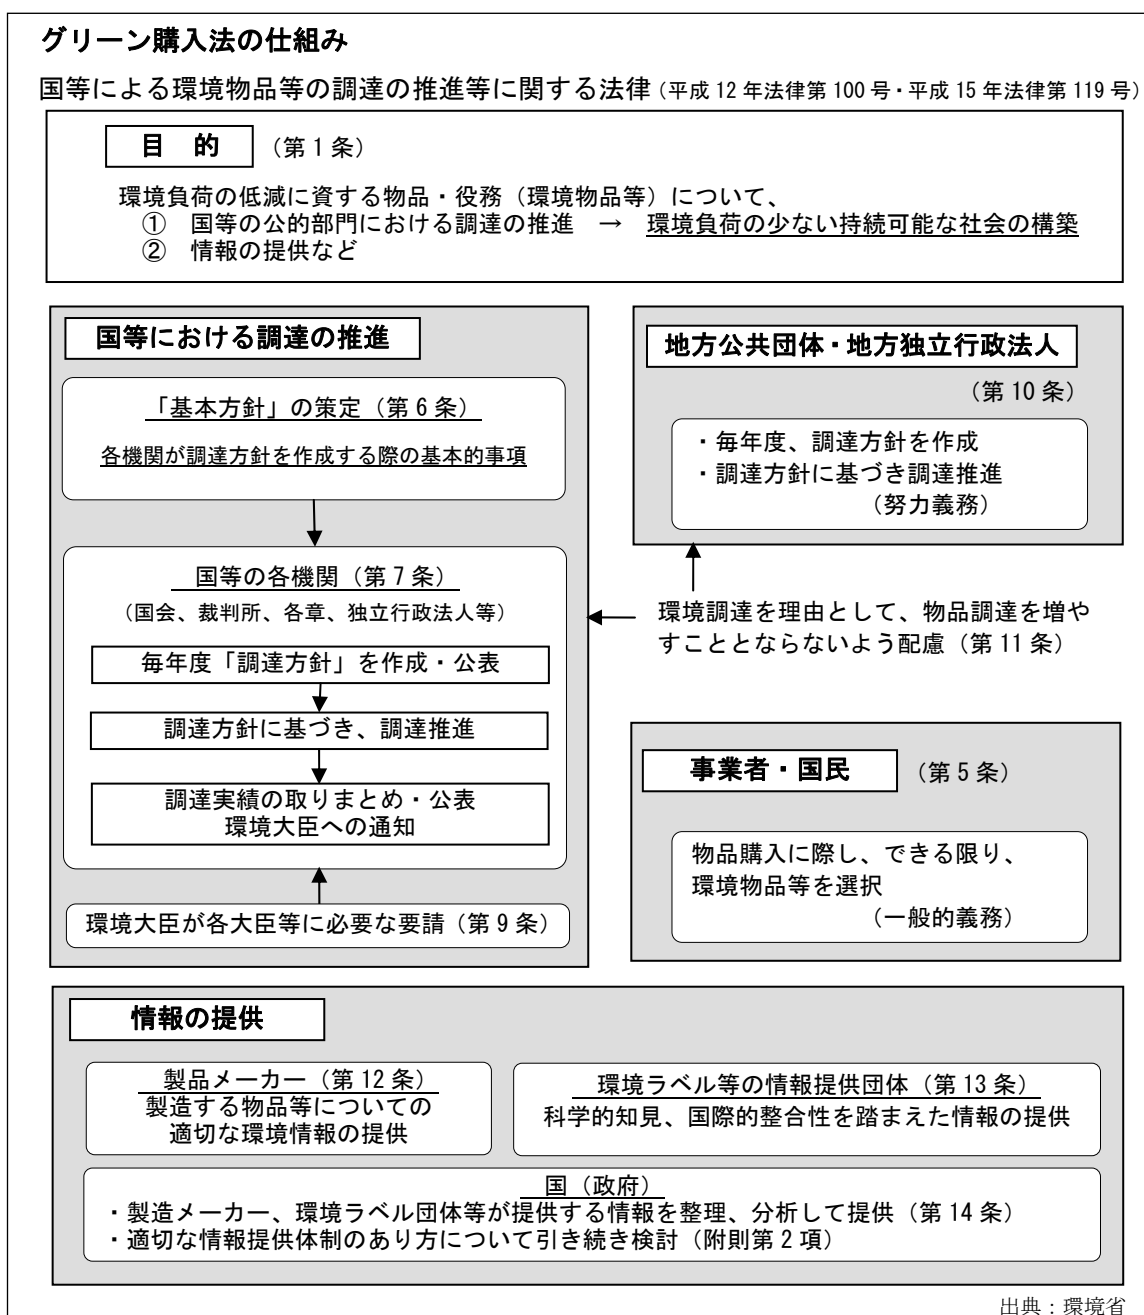 グリーン購入法の仕組み
国等による環境物品等の調達の推進等に関する法律（平成 12 年法律第 100 号・平成 15 年法律第 119 号）
目　的　（第 1 条）
環境負荷の低減に資する物品・役務（環境物品等）について、
①　国等の公的部門における調達の推進　→　環境負荷の少ない持続可能な社会の構築
②　情報の提供など
国等における調達の推進
「基本方針」の策定（第 6 条）
各機関が調達方針を作成する際の基本的事項
国等の各機関（第 7 条）
（国会、裁判所、各章、独立行政法人等）
毎年度「調達方針」を作成・公表
調達方針に基づき、調達推進
調達実績の取りまとめ・公表
環境大臣への通知
環境大臣が各大臣等に必要な要請（第 9 条）
地方公共団体・地方独立行政法人
（第 10 条）
・毎年度、調達方針を作成
・調達方針に基づき調達推進
（努力義務）
環境調達を理由として、物品調達を増や
すこととならないよう配慮（第 11 条）
事業者・国民　（第 5 条）
物品購入に際し、できる限り、
環境物品等を選択
（一般的義務）
情報の提供
製品メーカー（第 12 条）
製造する物品等についての
適切な環境情報の提供
環境ラベル等の情報提供団体（第 13 条）
科学的知見、国際的整合性を踏まえた情報の提供
国（政府）
・製造メーカー、環境ラベル団体等が提供する情報を整理、分析して提供（第 14 条）
・適切な情報提供体制のあり方について引き続き検討（附則第 2 項）
出典：環境省